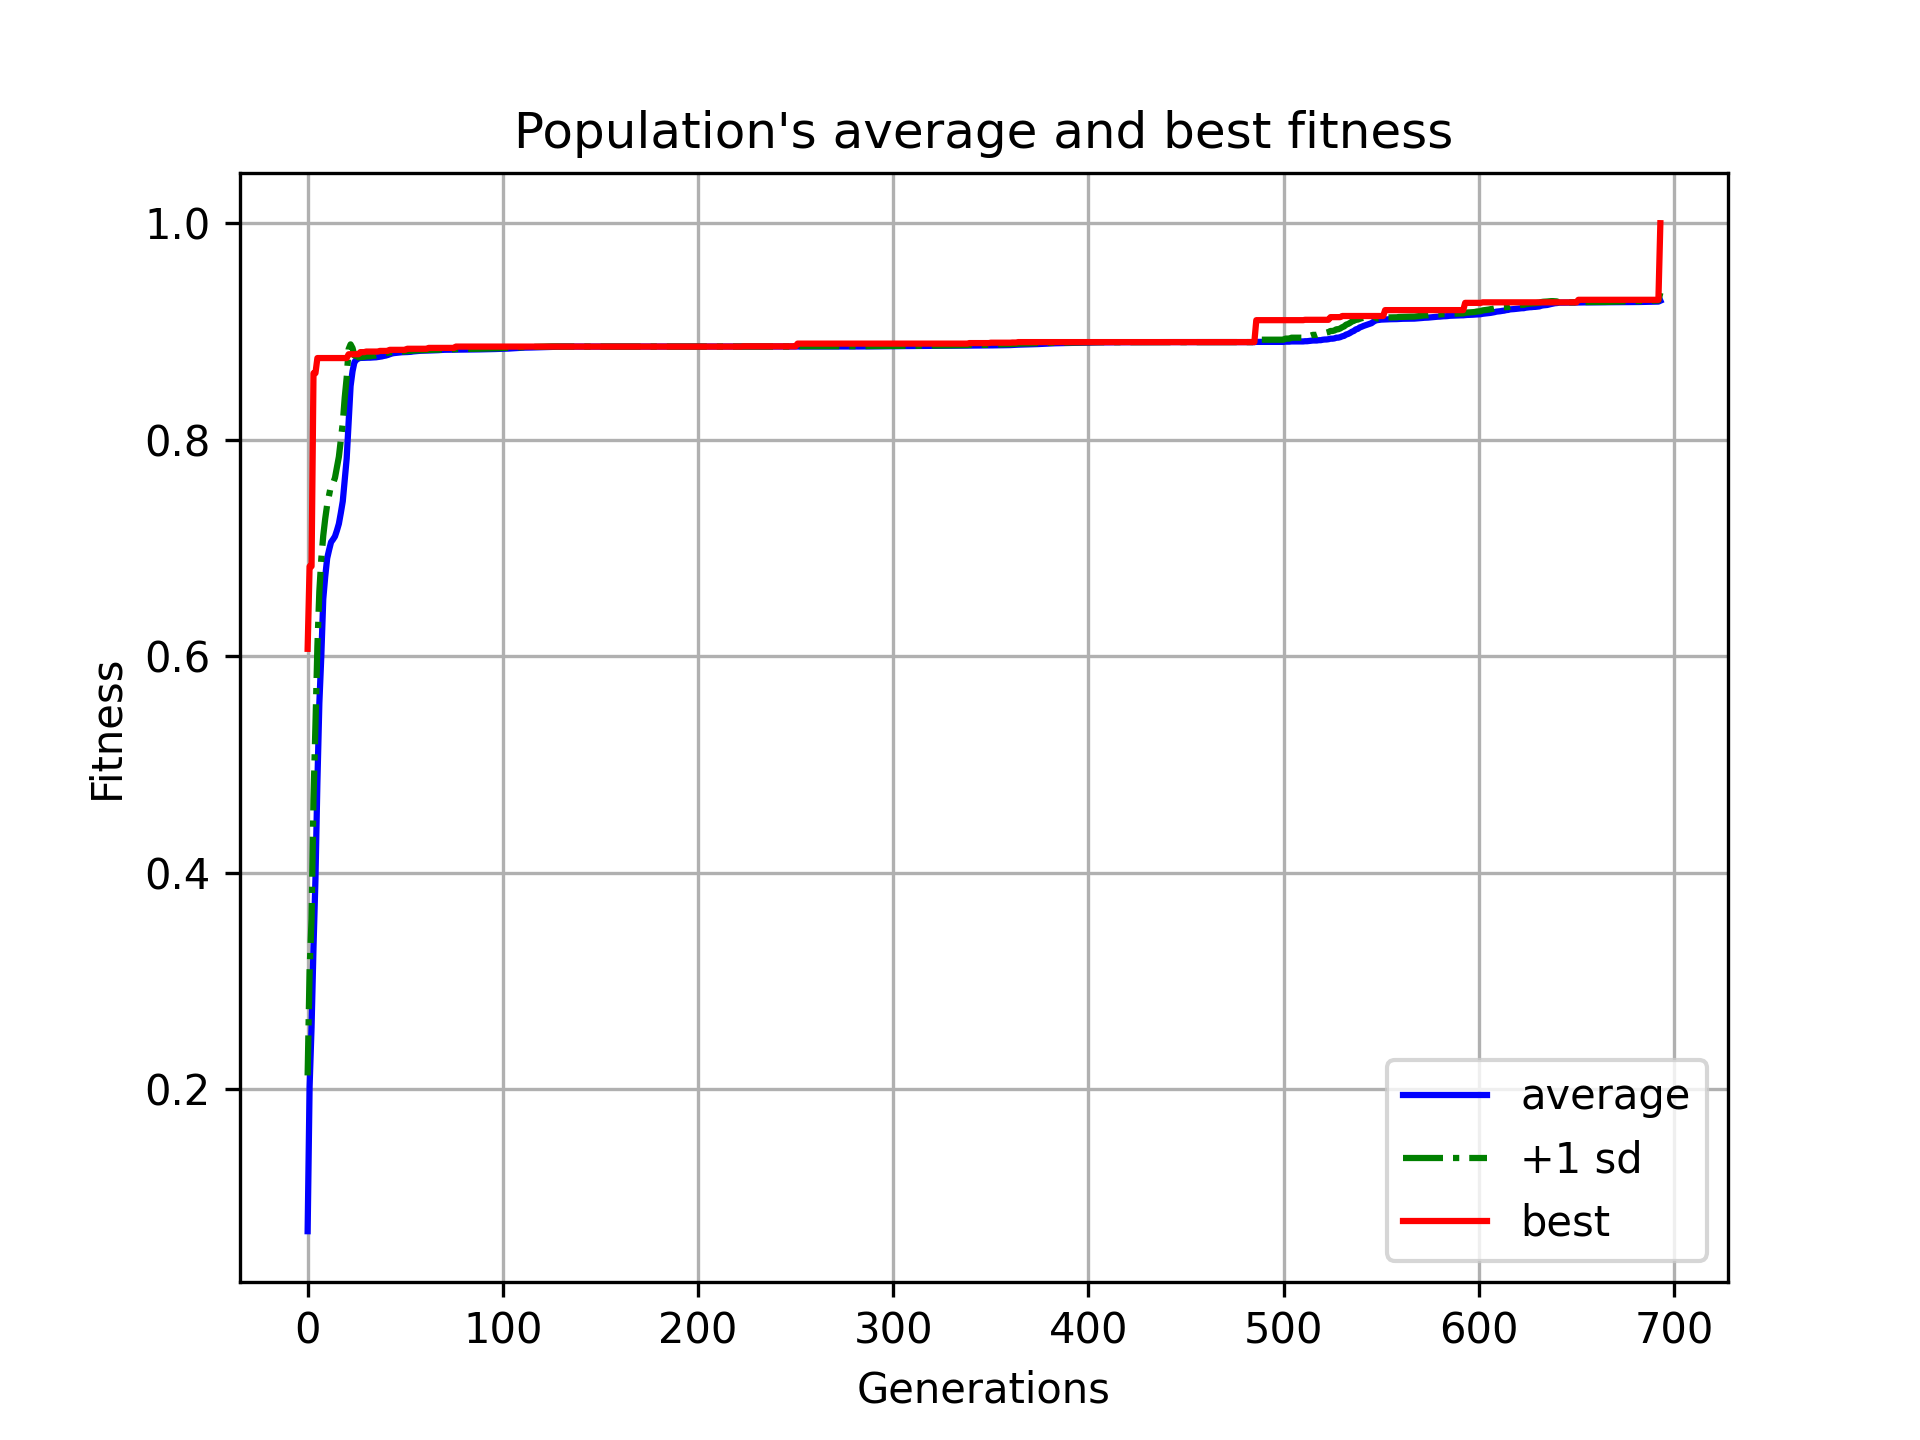 Population's average and best fitness
1.0
0.8
0.6
0.4
0.2
Fitness
0 100 200 300 400 500 600 700
Generations
average
+1 sd
best